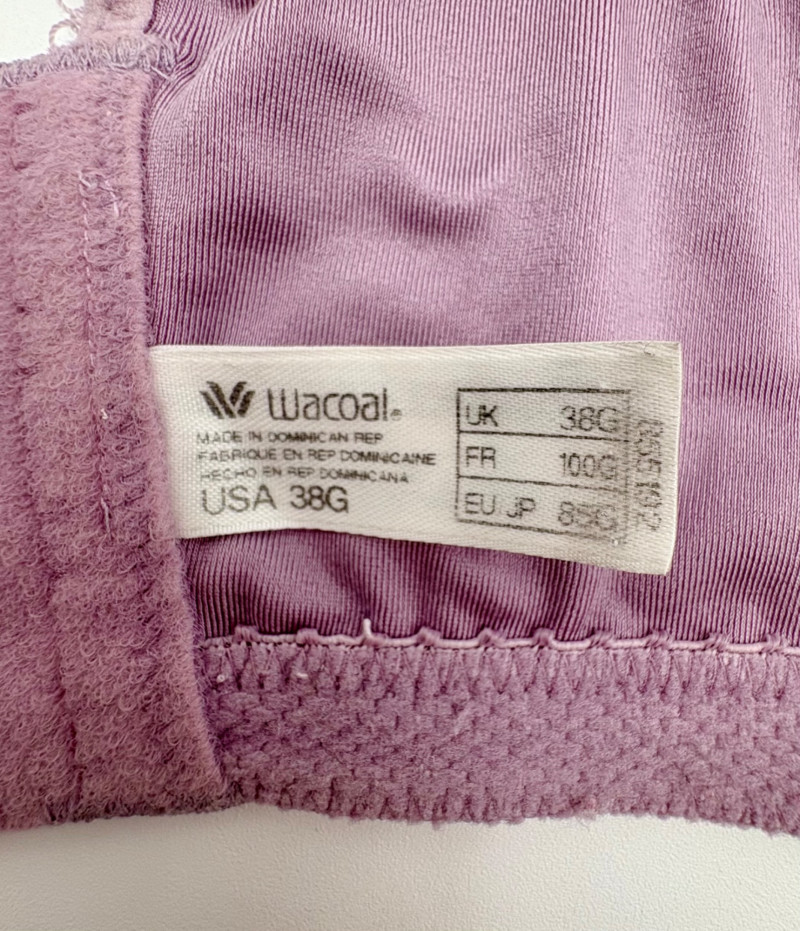 Wacoal®
MADE IN DOMINICAN REP
FABRIQUE EN REP DOMINICAINE
HECHO EN REP DOMINICANA
USA 38G
UK 38G
FR 100G
EU JP 85G
855192